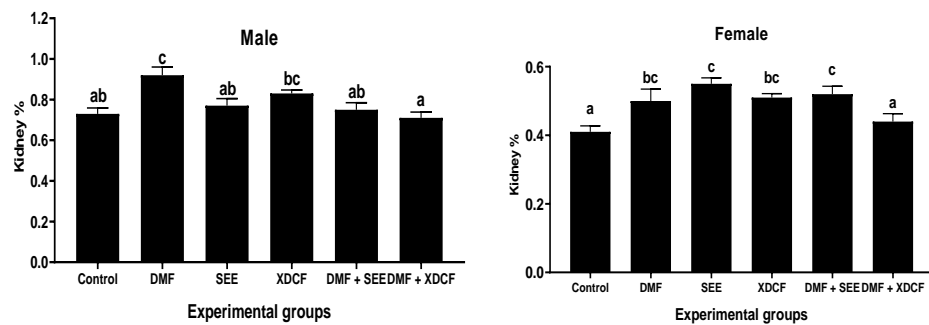 Male
Kidney %
1.2
1.0
0.8
0.6
0.4
0.2
0.0
ab
c
ab
bc
ab
a
Control DMF SEE XDCF DMF + SEE DMF + XDCF
Experimental groups
Female
Kidney %
0.6
0.4
0.2
0.0
a
bc
c
bc
c
a
Control DMF SEE XDCF DMF + SEE DMF + XDCF
Experimental groups